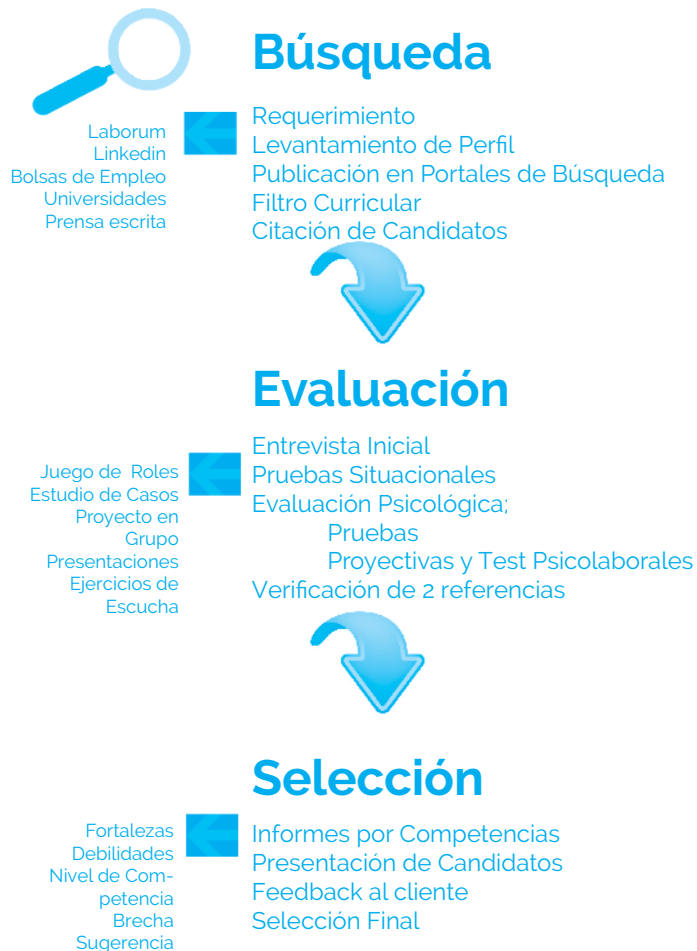 Búsqueda
Laborum
Linkedin
Bolsas de Empleo
Universidades
Prensa escrita
Requerimiento
Levantamiento de Perfil
Publicación en Portales de Búsqueda
Filtro Curricular
Citación de Candidatos
Evaluación
Juego de Roles
Estudio de Casos
Proyecto en
Grupo
Presentaciones
Ejercicios de
Escucha
Entrevista Inicial
Pruebas Situacionales
Evaluación Psicológica;
Pruebas
Proyectivas y Test Psicolaborales
Verificación de 2 referencias
Selección
Fortalezas
Debilidades
Nivel de Com-
petencia
Brecha
Sugerencia
Informes por Competencias
Presentación de Candidatos
Feedback al cliente
Selección Final